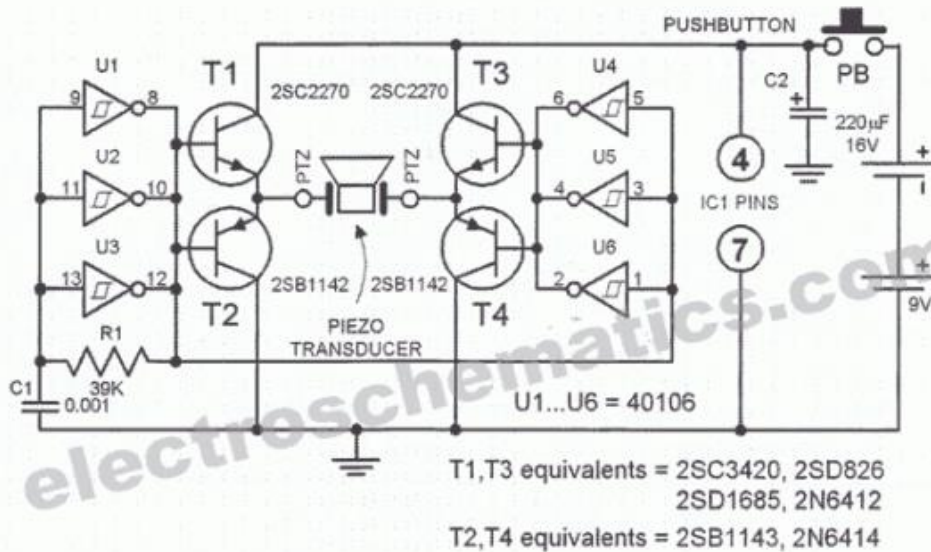 PUSHBUTTON
PB
U1
T1
T3
U4
9
8
2SC2270
2SC2270
6
5
C2
+
220µF
16V
U2
U5
11
10
PTZ
PTZ
4
3
4
IC1 PINS
+
U3
U6
13
12
7
2SB1142
2SB1142
2
1
T2
T4
+
9V
R1
PIEZO
TRANSDUCER
39K
C1
0.001
U1...U6 = 40106
electroschematics.com
T1,T3 equivalents = 2SC3420, 2SD826
2SD1685, 2N6412
T2,T4 equivalents = 2SB1143, 2N6414